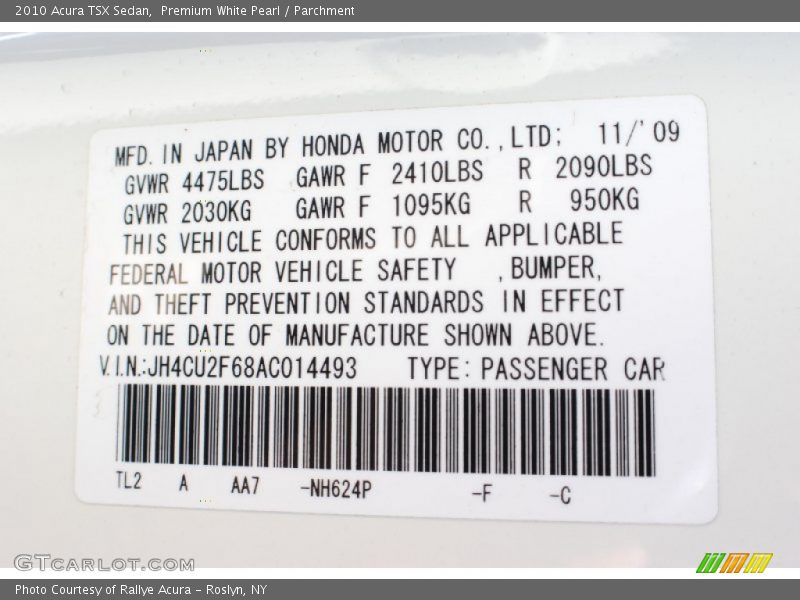 2010 Acura TSX Sedan, Premium White Pearl / Parchment
MFD. IN JAPAN BY HONDA MOTOR CO., LTD; 11/'09
GVWR 4475LBS GAWR F 2410LBS R 2090LBS
GVWR 2030KG GAWR F 1095KG R 950KG
THIS VEHICLE CONFORMS TO ALL APPLICABLE
FEDERAL MOTOR VEHICLE SAFETY , BUMPER,
AND THEFT PREVENTION STANDARDS IN EFFECT
ON THE DATE OF MANUFACTURE SHOWN ABOVE.
V.I.N.:JH4CU2F68AC014493 TYPE: PASSENGER CAR
TL2 A AA7 -NH624P -F -C
GTCARLOT.COM
Photo Courtesy of Rallye Acura - Roslyn, NY